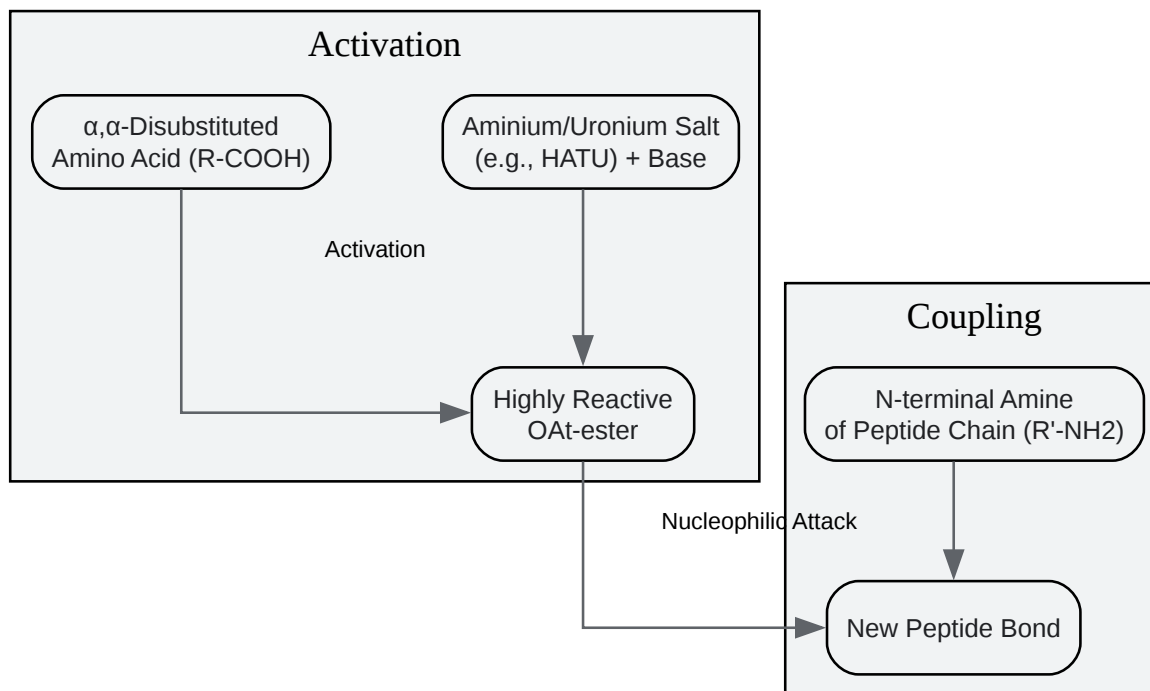 Activation
α,α-Disubstituted
Amino Acid (R-COOH)
Aminium/Uronium Salt
(e.g., HATU) + Base
Activation
Highly Reactive
OAt-ester
Coupling
N-terminal Amine
of Peptide Chain (R'-NH2)
Nucleophilic Attack
New Peptide Bond